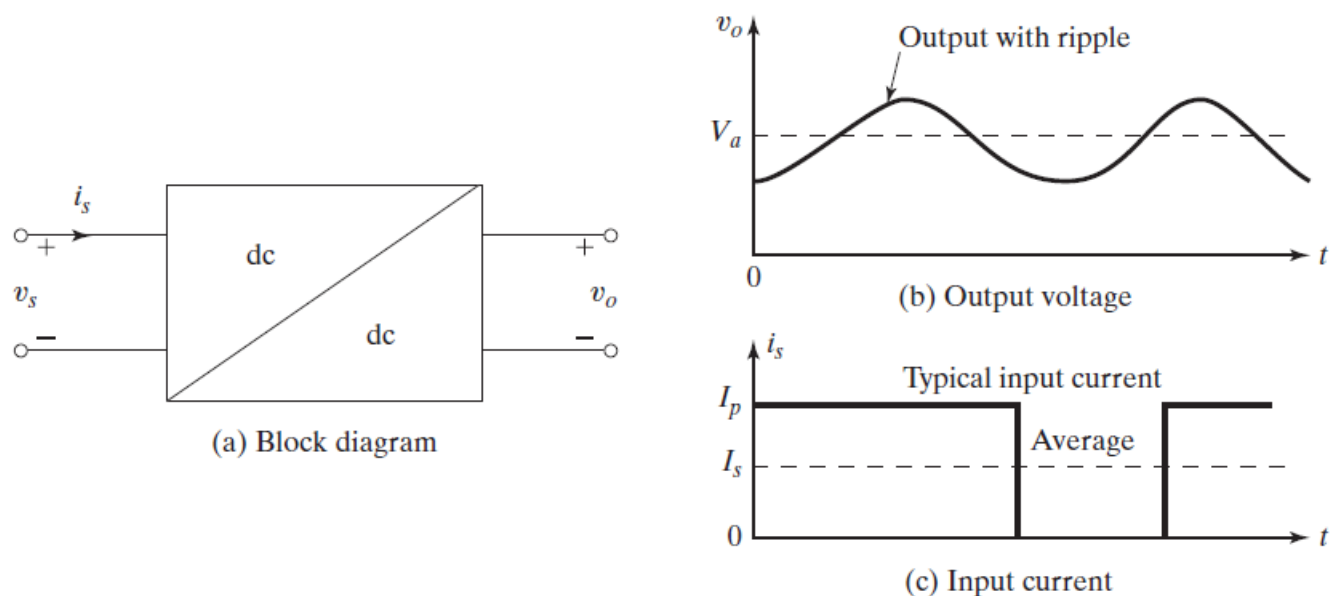 i_s
+
v_s
−
dc
dc
+
v_o
−
(a) Block diagram
v_o
Output with ripple
V_a
0
t
(b) Output voltage
i_s
Typical input current
I_p
Average
I_s
0
t
(c) Input current